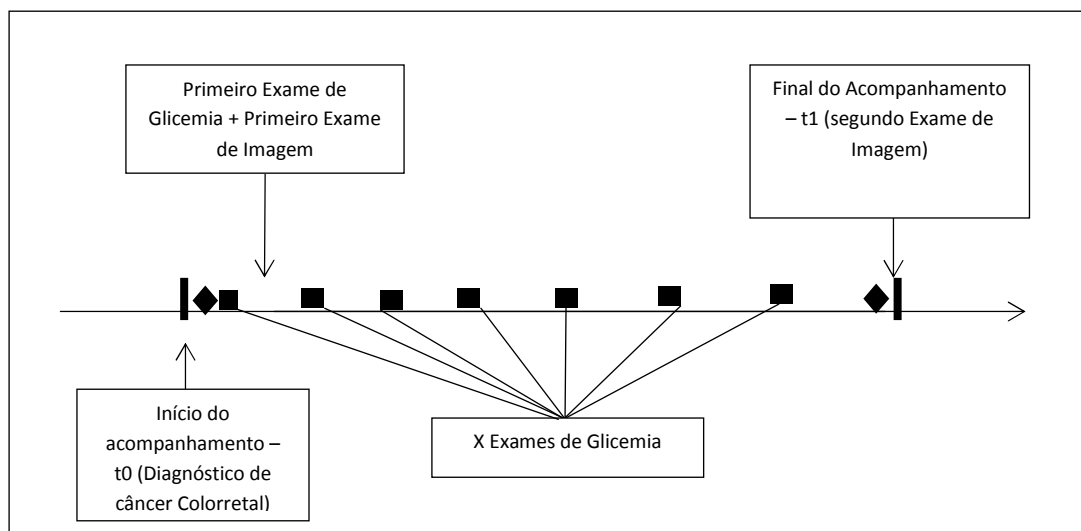 Primeiro Exame de
Glicemia + Primeiro Exame
de Imagem
Final do Acompanhamento
– t1 (segundo Exame de
Imagem)
Início do
acompanhamento –
t0 (Diagnóstico de
câncer Colorretal)
X Exames de Glicemia